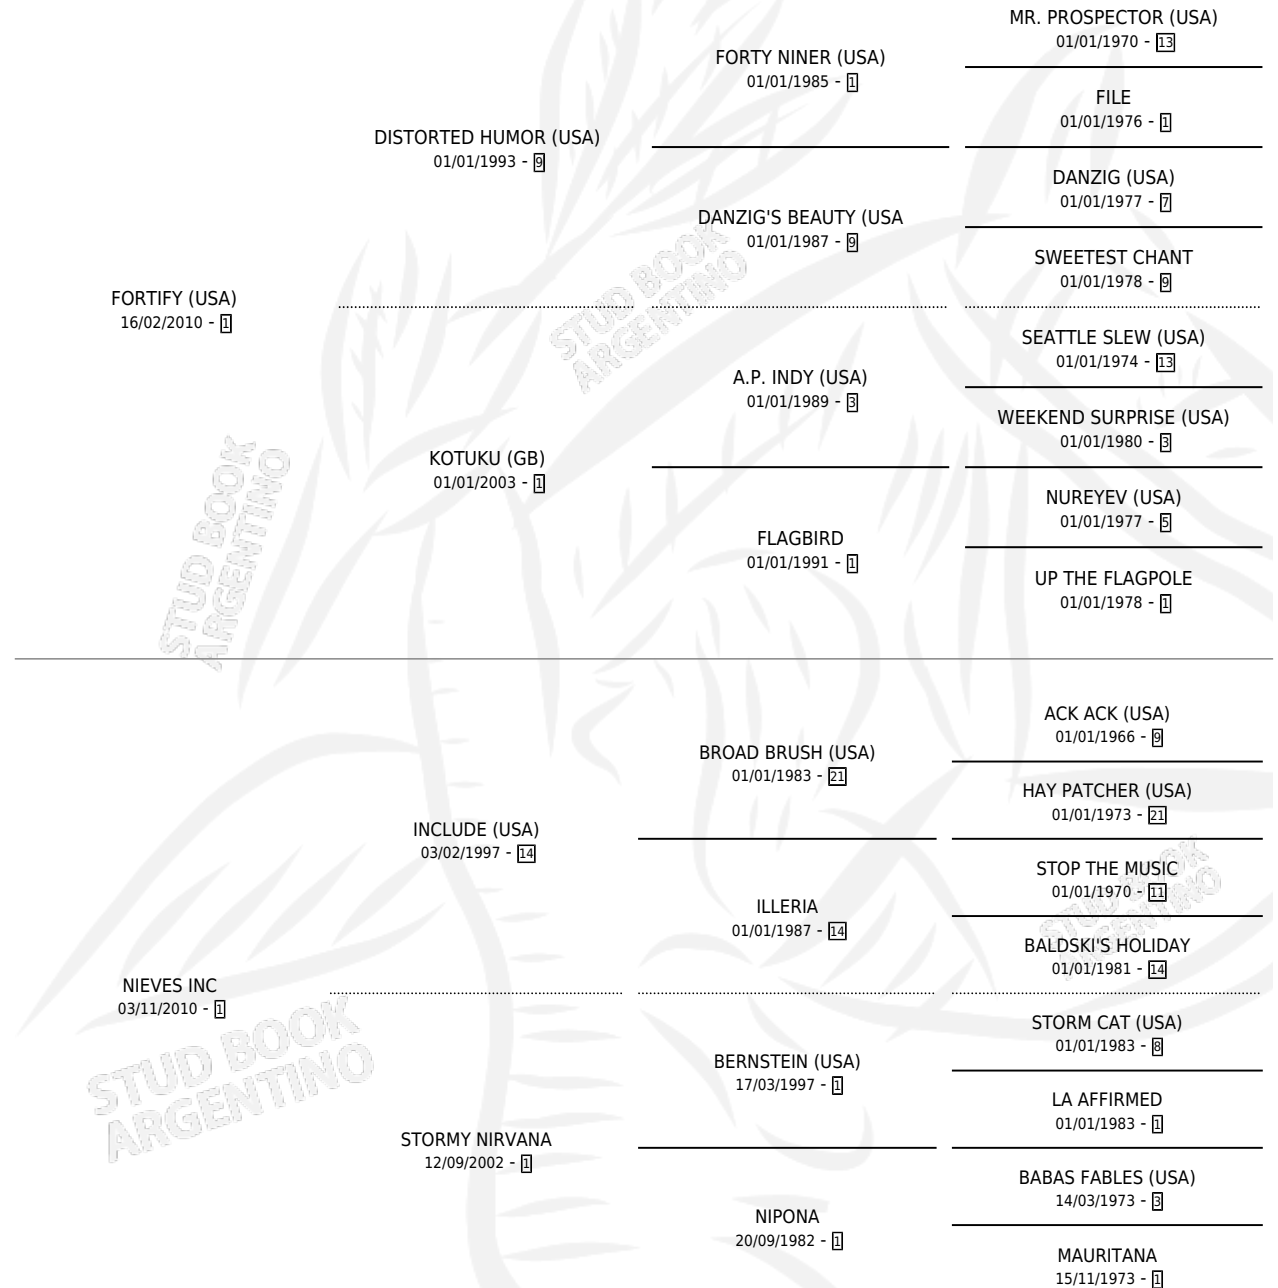 MR. PROSPECTOR (USA)
01/01/1970 - 13
FORTY NINER (USA)
01/01/1985 - 1
FILE
01/01/1976 - 1
DISTORTED HUMOR (USA)
01/01/1993 - 9
DANZIG (USA)
01/01/1977 - 7
DANZIG'S BEAUTY (USA
01/01/1987 - 9
SWEETEST CHANT
01/01/1978 - 9
FORTIFY (USA)
16/02/2010 - 1
STUD BOOK
ARGENTINO
SEATTLE SLEW (USA)
01/01/1974 - 13
A.P. INDY (USA)
01/01/1989 - 3
WEEKEND SURPRISE (USA)
01/01/1980 - 3
KOTUKU (GB)
01/01/2003 - 1
NUREYEV (USA)
01/01/1977 - 5
FLAGBIRD
01/01/1991 - 1
UP THE FLAGPOLE
01/01/1978 - 1
STUD BOOK
ARGENTINO
ACK ACK (USA)
01/01/1966 - 9
BROAD BRUSH (USA)
01/01/1983 - 21
HAY PATCHER (USA)
01/01/1973 - 21
INCLUDE (USA)
03/02/1997 - 14
STOP THE MUSIC
01/01/1970 - 11
ILLERIA
01/01/1987 - 14
STUD BOOK
ARGENTINO
BALDSKI'S HOLIDAY
01/01/1981 - 14
NIEVES INC
03/11/2010 - 1
STUD BOOK
ARGENTINO
STORM CAT (USA)
01/01/1983 - 8
BERNSTEIN (USA)
17/03/1997 - 1
LA AFFIRMED
01/01/1983 - 1
STORMY NIRVANA
12/09/2002 - 1
BABAS FABLES (USA)
14/03/1973 - 3
NIPONA
20/09/1982 - 1
MAURITANA
15/11/1973 - 1